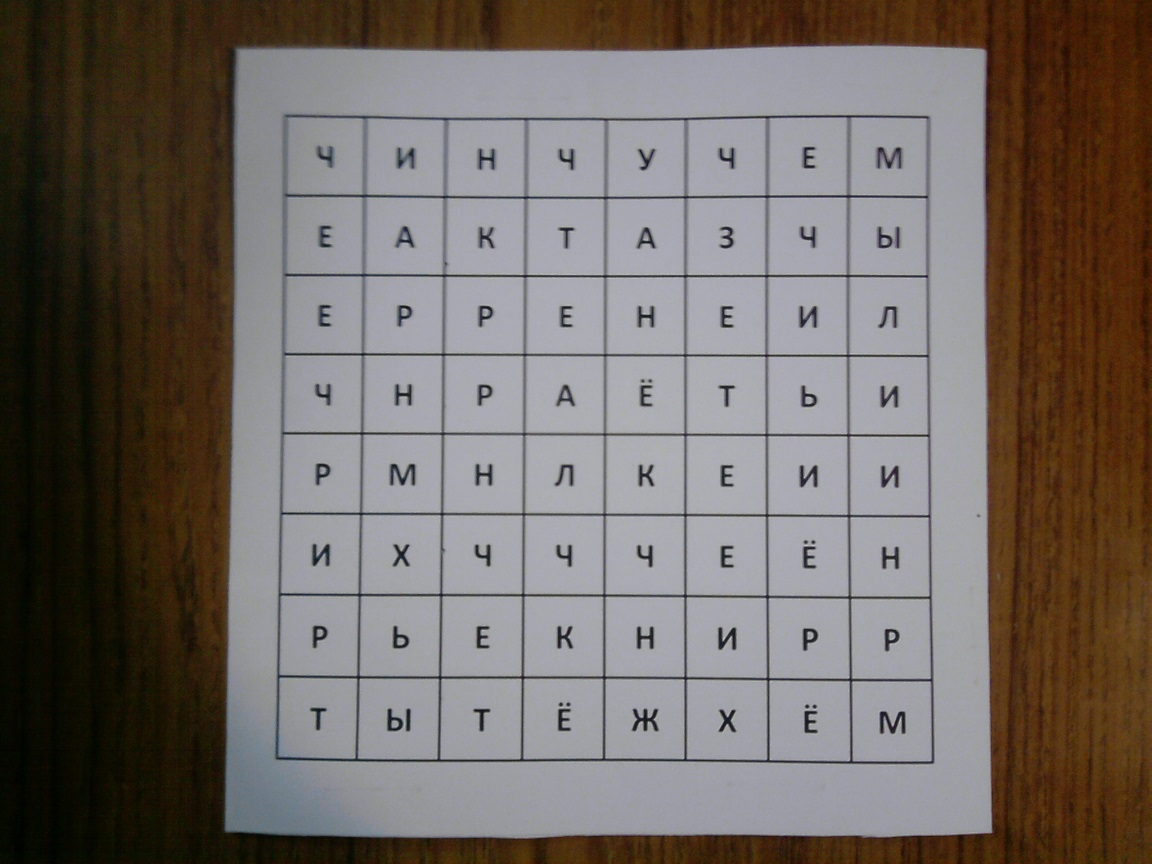 Ч И Н Ч У Ч Е М
Е А К Т А З Ч Ы
Е Р Р Е Н Е И Л
Ч Н Р А Ё Т Ь И
Р М Н Л К Е И И
И Х Ч Ч Ч Е Ё Н
Р Ь Е К Н И Р Р
Т Ы Т Ё Ж Х Ё М